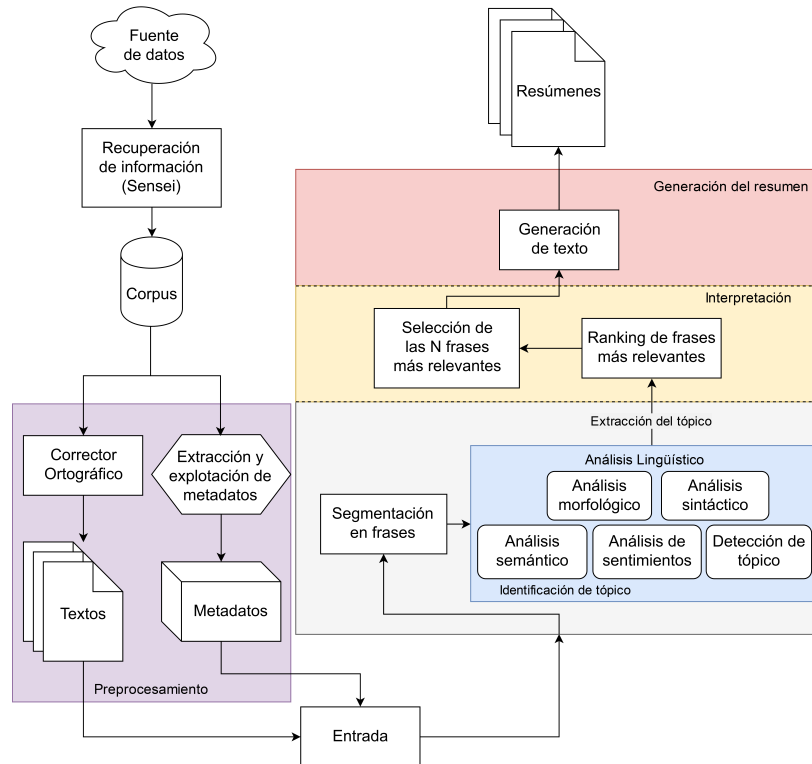 Fuente
de datos
Recuperación
de información
(Sensei)
Corpus
Corrector
Ortográfico
Extracción y
explotación de
metadatos
Textos
Metadatos
Preprocesamiento
Entrada
Segmentación
en frases
Análisis Lingüístico
Análisis
morfológico
Análisis
sintáctico
Análisis
semántico
Análisis de
sentimientos
Detección de
tópico
Identificación de tópico
Extracción del tópico
Interpretación
Ranking de frases
más relevantes
Selección de
las N frases
más relevantes
Generación del resumen
Generación
de texto
Resúmenes